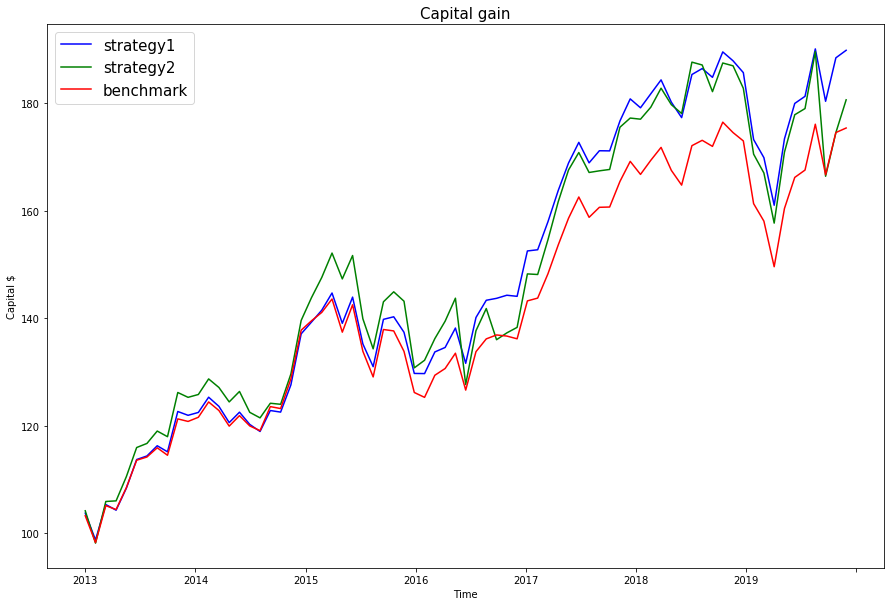 Capital gain
strategy1
strategy2
benchmark
Capital $
180
160
140
120
100
2013
2014
2015
2016
2017
2018
2019
Time